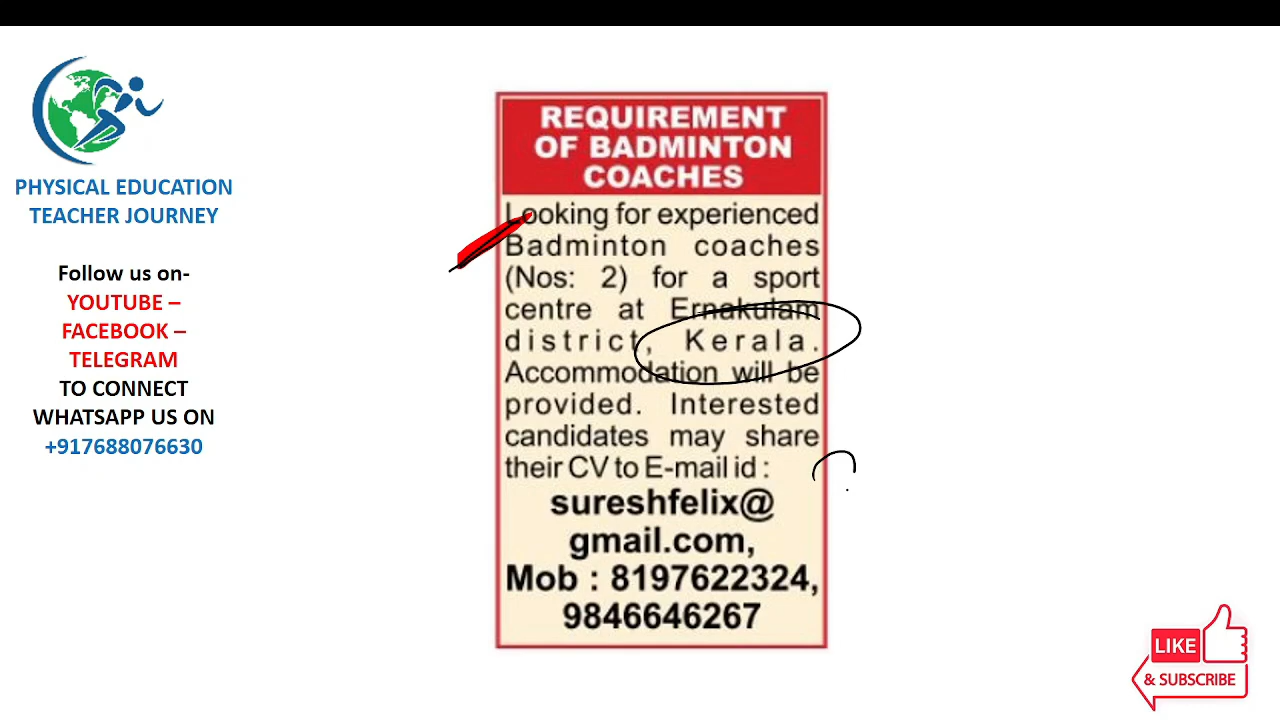 PHYSICAL EDUCATION
TEACHER JOURNEY
Follow us on-
YOUTUBE –
FACEBOOK –
TELEGRAM
TO CONNECT
WHATSAPP US ON
+917688076630
REQUIREMENT
OF BADMINTON
COACHES
Looking for experienced
Badminton coaches
(Nos: 2) for a sport
centre at Ernakulam
district, Kerala.
Accommodation will be
provided. Interested
candidates may share
their CV to E-mail id :
sureshfelix@
gmail.com,
Mob : 8197622324,
9846646267
LIKE
& SUBSCRIBE